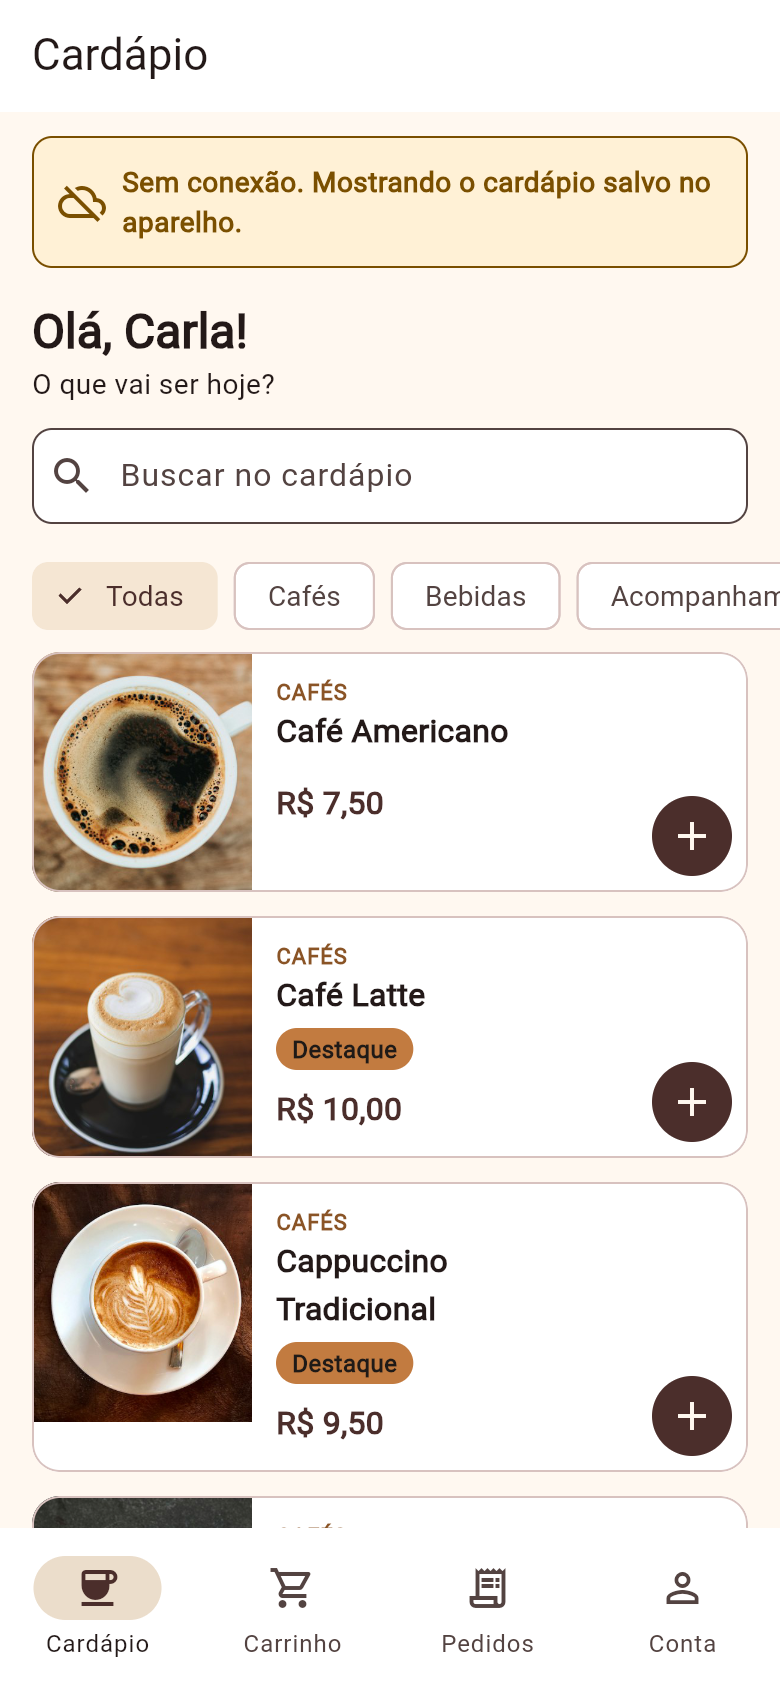 Cardápio
Sem conexão. Mostrando o cardápio salvo no
aparelho.
Olá, Carla!
O que vai ser hoje?
Buscar no cardápio
Todas
Cafés
Bebidas
CAFÉS
Café Americano
R$ 7,50
CAFÉS
Café Latte
Destaque
R$ 10,00
CAFÉS
Cappuccino
Tradicional
Destaque
R$ 9,50
Cardápio
Carrinho
Pedidos
Conta